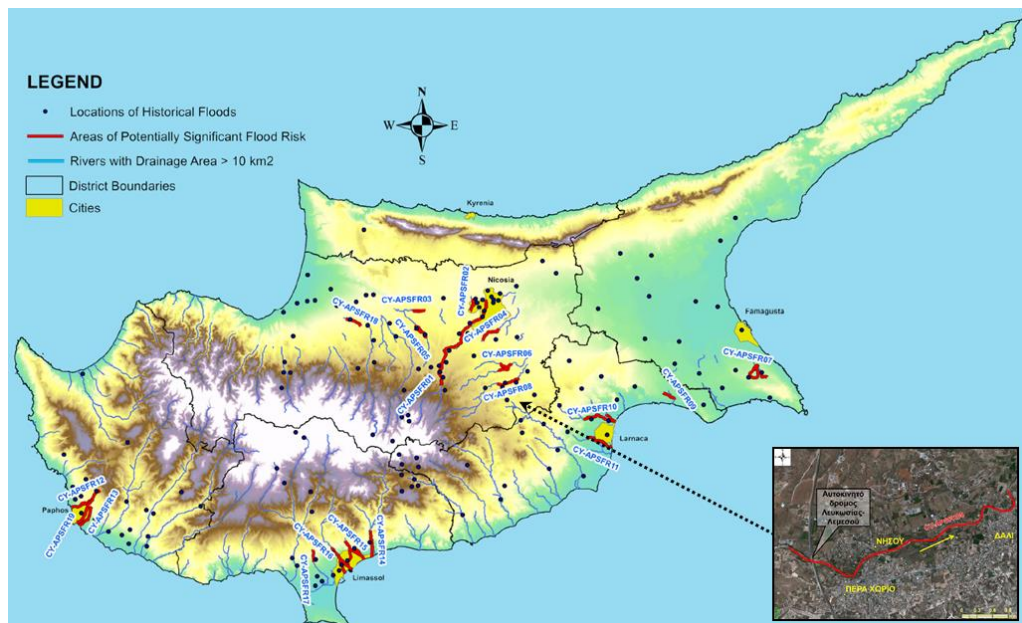 LEGEND
Locations of Historical Floods
Areas of Potentially Significant Flood Risk
Rivers with Drainage Area > 10 km2
District Boundaries
Cities
N
W E
S
Kyrenia
Nicosia
CY-APSFR02
CY-APSFR03
CY-APSFR18
CY-APSFR05
CY-APSFR04
CY-APSFR01
CY-APSFR06
CY-APSFR08
Famagusta
CY-APSFR07
CY-APSFR09
CY-APSFR10
Larnaca
CY-APSFR11
CY-APSFR12
CY-APSFR13
Paphos
CY-APSFR19
CY-APSFR14
CY-APSFR15
CY-APSFR16
Limassol
CY-APSFR17
Αυτοκινητό
δρομος
Λευκωσίας-
Λεμεσού
ΝΗΣΟΥ
ΔΑΛΙ
ΠΕΡΑ ΧΩΡΙΟ